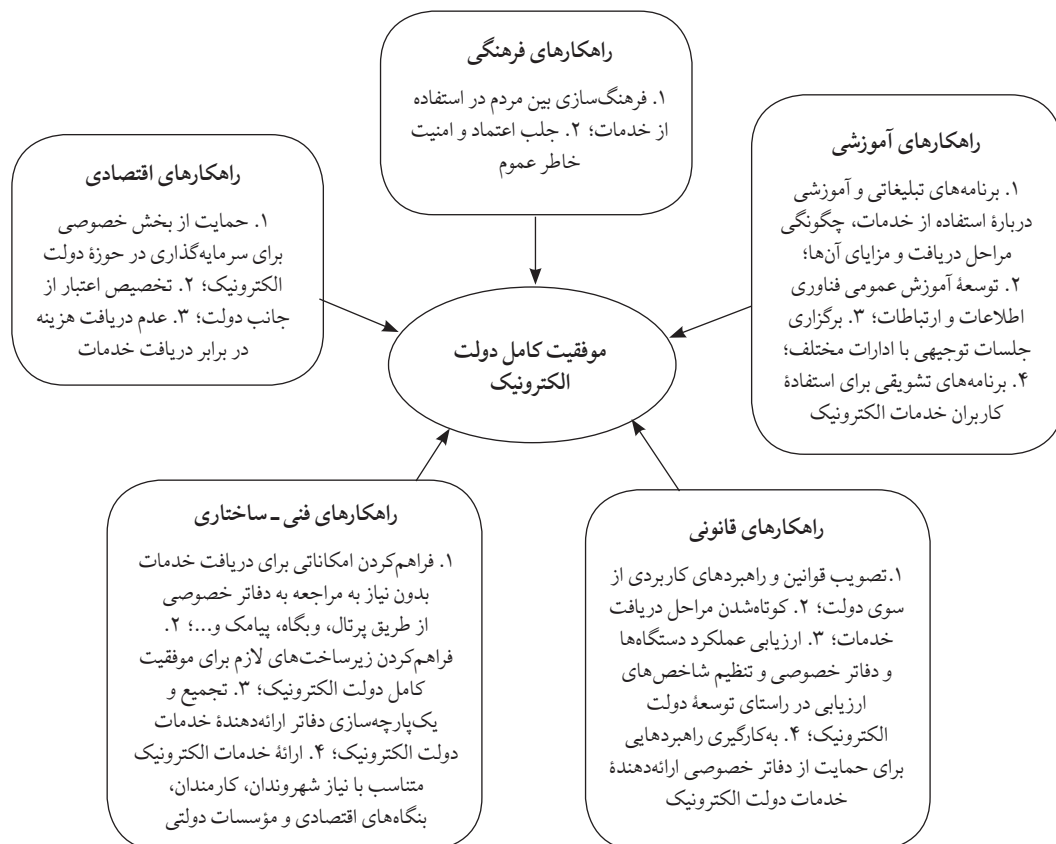 راهکارهای فرهنگی
۱. فرهنگ‌سازی بین مردم در استفاده
از خدمات؛ ۲. جلب اعتماد و امنیت
خاطر عموم
راهکارهای آموزشی
۱. برنامه‌های تبلیغاتی و آموزشی
دربارهٔ استفاده از خدمات، چگونگی
مراحل دریافت و مزایای آن‌ها؛
۲. توسعهٔ آموزش عمومی فناوری
اطلاعات و ارتباطات؛ ۳. برگزاری
جلسات توجیهی با ادارات مختلف؛
۴. برنامه‌های تشویقی برای استفادهٔ
کاربران خدمات الکترونیک
راهکارهای اقتصادی
۱. حمایت از بخش خصوصی
برای سرمایه‌گذاری در حوزهٔ دولت
الکترونیک؛ ۲. تخصیص اعتبار از
جانب دولت؛ ۳. عدم دریافت هزینه
در برابر دریافت خدمات
موفقیت کامل دولت
الکترونیک
راهکارهای قانونی
۱.تصویب قوانین و راهبردهای کاربردی از
سوی دولت؛ ۲. کوتاه‌شدن مراحل دریافت
خدمات؛ ۳. ارزیابی عملکرد دستگاه‌ها
و دفاتر خصوصی و تنظیم شاخص‌های
ارزیابی در راستای توسعهٔ دولت
الکترونیک؛ ۴. به‌کارگیری راهبردهایی
برای حمایت از دفاتر خصوصی ارائه‌دهندهٔ
خدمات دولت الکترونیک
راهکارهای فنی ـ ساختاری
۱. فراهم‌کردن امکاناتی برای دریافت خدمات
بدون نیاز به مراجعه به دفاتر خصوصی
از طریق پرتال، وبگاه، پیامک و...؛ ۲.
فراهم‌کردن زیرساخت‌های لازم برای موفقیت
کامل دولت الکترونیک؛ ۳. تجمیع و
یک‌پارچه‌سازی دفاتر ارائه‌دهندهٔ خدمات
دولت الکترونیک؛ ۴. ارائهٔ خدمات الکترونیک
متناسب با نیاز شهروندان، کارمندان،
بنگاه‌های اقتصادی و مؤسسات دولتی